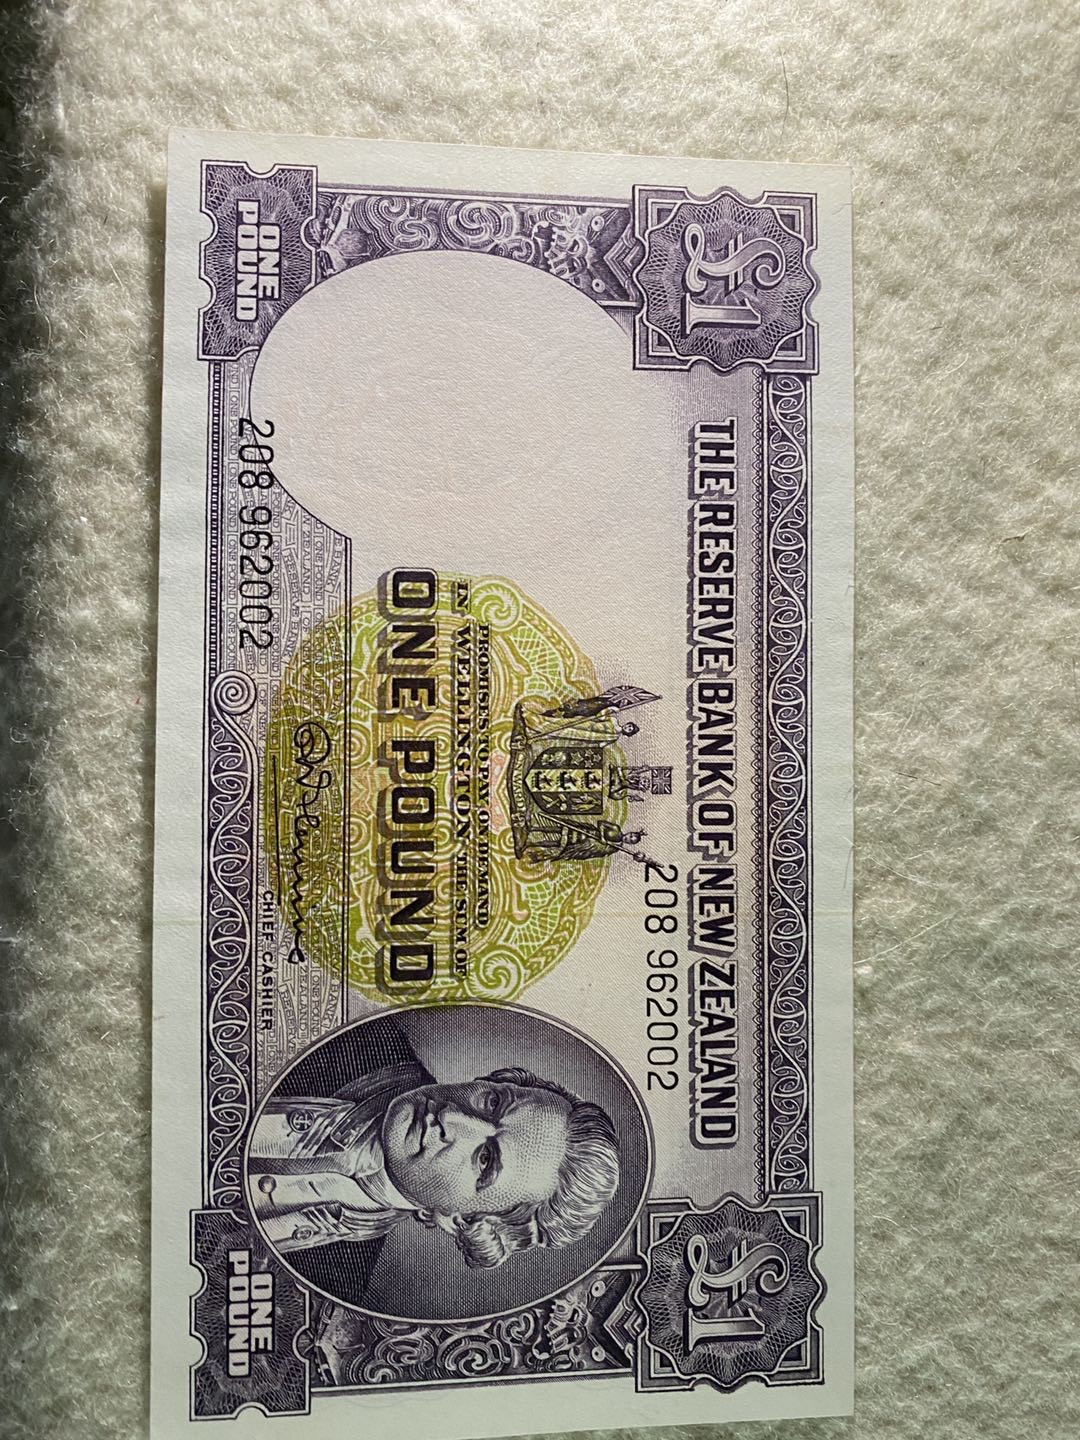 £1
£1
THE RESERVE BANK OF NEW ZEALAND
208 962002
PROMISES TO PAY ON DEMAND
IN WELLINGTON THE SUM OF
ONE POUND
208 962002
CHIEF CASHIER
ONE
POUND
ONE
POUND